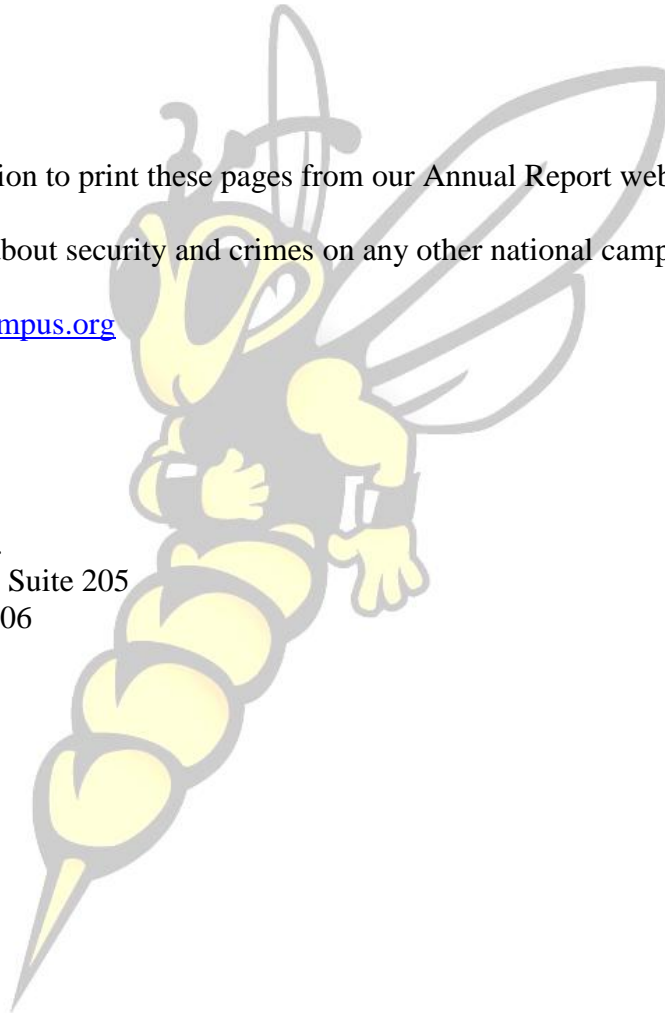 ion to print these pages from our Annual Report web
about security and crimes on any other national camp
mpus.org
Suite 205
06